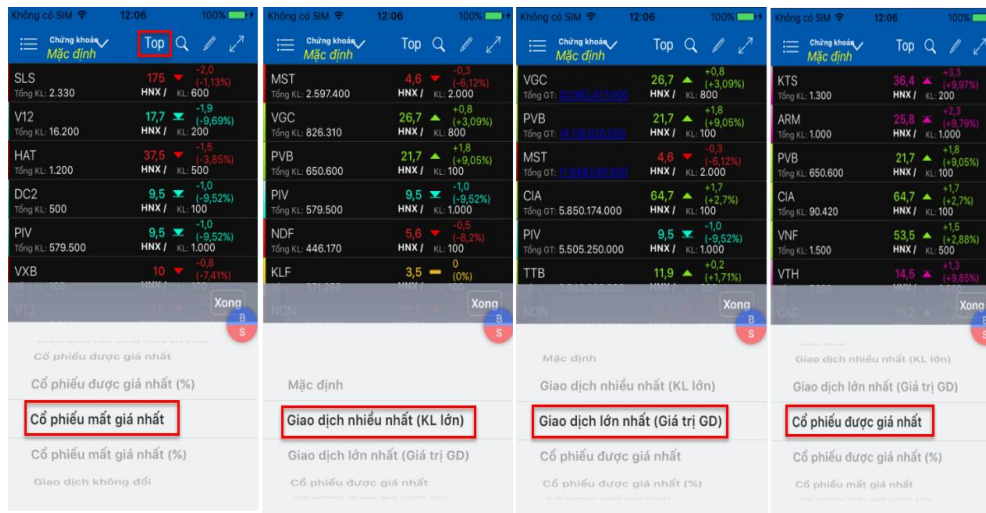 Không có SIM 12:06 100%
Chứng khoán Top
Mặc định
SLS 175 -2,0
(-1,13%)
Tổng KL: 2.330 HNX / KL: 600
V12 17,7 -1,9
(-9,69%)
Tổng KL: 16.200 HNX / KL: 200
HAT 37,5 -1,5
(-3,85%)
Tổng KL: 1.200 HNX / KL: 500
DC2 9,5 -1,0
(-9,52%)
Tổng KL: 500 HNX / KL: 100
PIV 9,5 -1,0
(-9,52%)
Tổng KL: 579.500 HNX / KL: 1.000
VXB 10 -0,8
(-7,41%)
Xong
VTJ
B
S
Cổ phiếu được giá nhất
Cổ phiếu được giá nhất (%)
Cổ phiếu mất giá nhất
Cổ phiếu mất giá nhất (%)
Giao dịch không đổi
Không có SIM 12:06 100%
Chứng khoán Top
Mặc định
MST 4,6 -0,3
(-6,12%)
Tổng KL: 2.597.400 HNX / KL: 2.000
VGC 26,7 +0,8
(+3,09%)
Tổng KL: 826.310 HNX / KL: 800
PVB 21,7 +1,8
(+9,05%)
Tổng KL: 650.600 HNX / KL: 100
PIV 9,5 -1,0
(-9,52%)
Tổng KL: 579.500 HNX / KL: 1.000
NDF 5,6 -0,5
(-8,2%)
Tổng KL: 446.170 HNX / KL: 100
KLF 3,5 0
(0%)
Xong
NDN
B
S
Mặc định
Giao dịch nhiều nhất (KL lớn)
Giao dịch lớn nhất (Giá trị GD)
Cổ phiếu được giá nhất
Không có SIM 12:06 100%
Chứng khoán Top
Mặc định
VGC 26,7 +0,8
(+3,09%)
Tổng GT: HNX / KL: 800
PVB 21,7 +1,8
(+9,05%)
Tổng GT: HNX / KL: 100
MST 4,6 -0,3
(-6,12%)
Tổng GT: HNX / KL: 2.000
CIA 64,7 +1,7
(+2,7%)
Tổng GT: 5.850.174.000 HNX / KL: 100
PIV 9,5 -1,0
(-9,52%)
Tổng GT: 5.505.250.000 HNX / KL: 1.000
TTB 11,9 +0,2
(+1,71%)
Xong
NDN
B
S
Mặc định
Giao dịch nhiều nhất (KL lớn)
Giao dịch lớn nhất (Giá trị GD)
Cổ phiếu được giá nhất
Cổ phiếu được giá nhất (%)
Không có SIM 12:06 100%
Chứng khoán Top
Mặc định
KTS 36,4 +3,3
(+9,97%)
Tổng KL: 1.300 HNX / KL: 200
ARM 25,8 +2,3
(+9,79%)
Tổng KL: 1.000 HNX / KL: 1.000
PVB 21,7 +1,8
(+9,05%)
Tổng KL: 650.600 HNX / KL: 100
CIA 64,7 +1,7
(+2,7%)
Tổng KL: 90.420 HNX / KL: 100
VNF 53,5 +1,5
(+2,88%)
Tổng KL: 1.500 HNX / KL: 500
VTH 14,5 +1,3
(+9,85%)
Xong
CAG 15,2
B
S
Giao dịch nhiều nhất (KL lớn)
Giao dịch lớn nhất (Giá trị GD)
Cổ phiếu được giá nhất
Cổ phiếu được giá nhất (%)
Cổ phiếu mất giá nhất